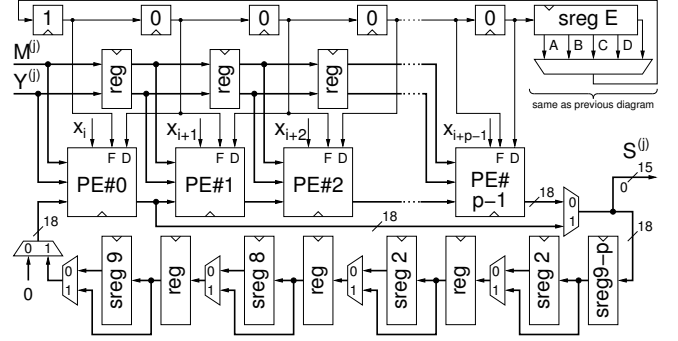 1 0 0 0 0 sreg E
A B C D
M(j)
reg reg reg
Y(j)
same as previous diagram
xi xi+1 xi+2 xi+p−1
F D F D F D F D
PE#0 PE#1 PE#2 PE# p−1
S(j)
15
0
18 0 1
18
18
18
0 1
0
0 1 sreg 9 reg 0 1 sreg 8 reg 0 1 sreg 2 reg 0 1 sreg 2 sreg9−p